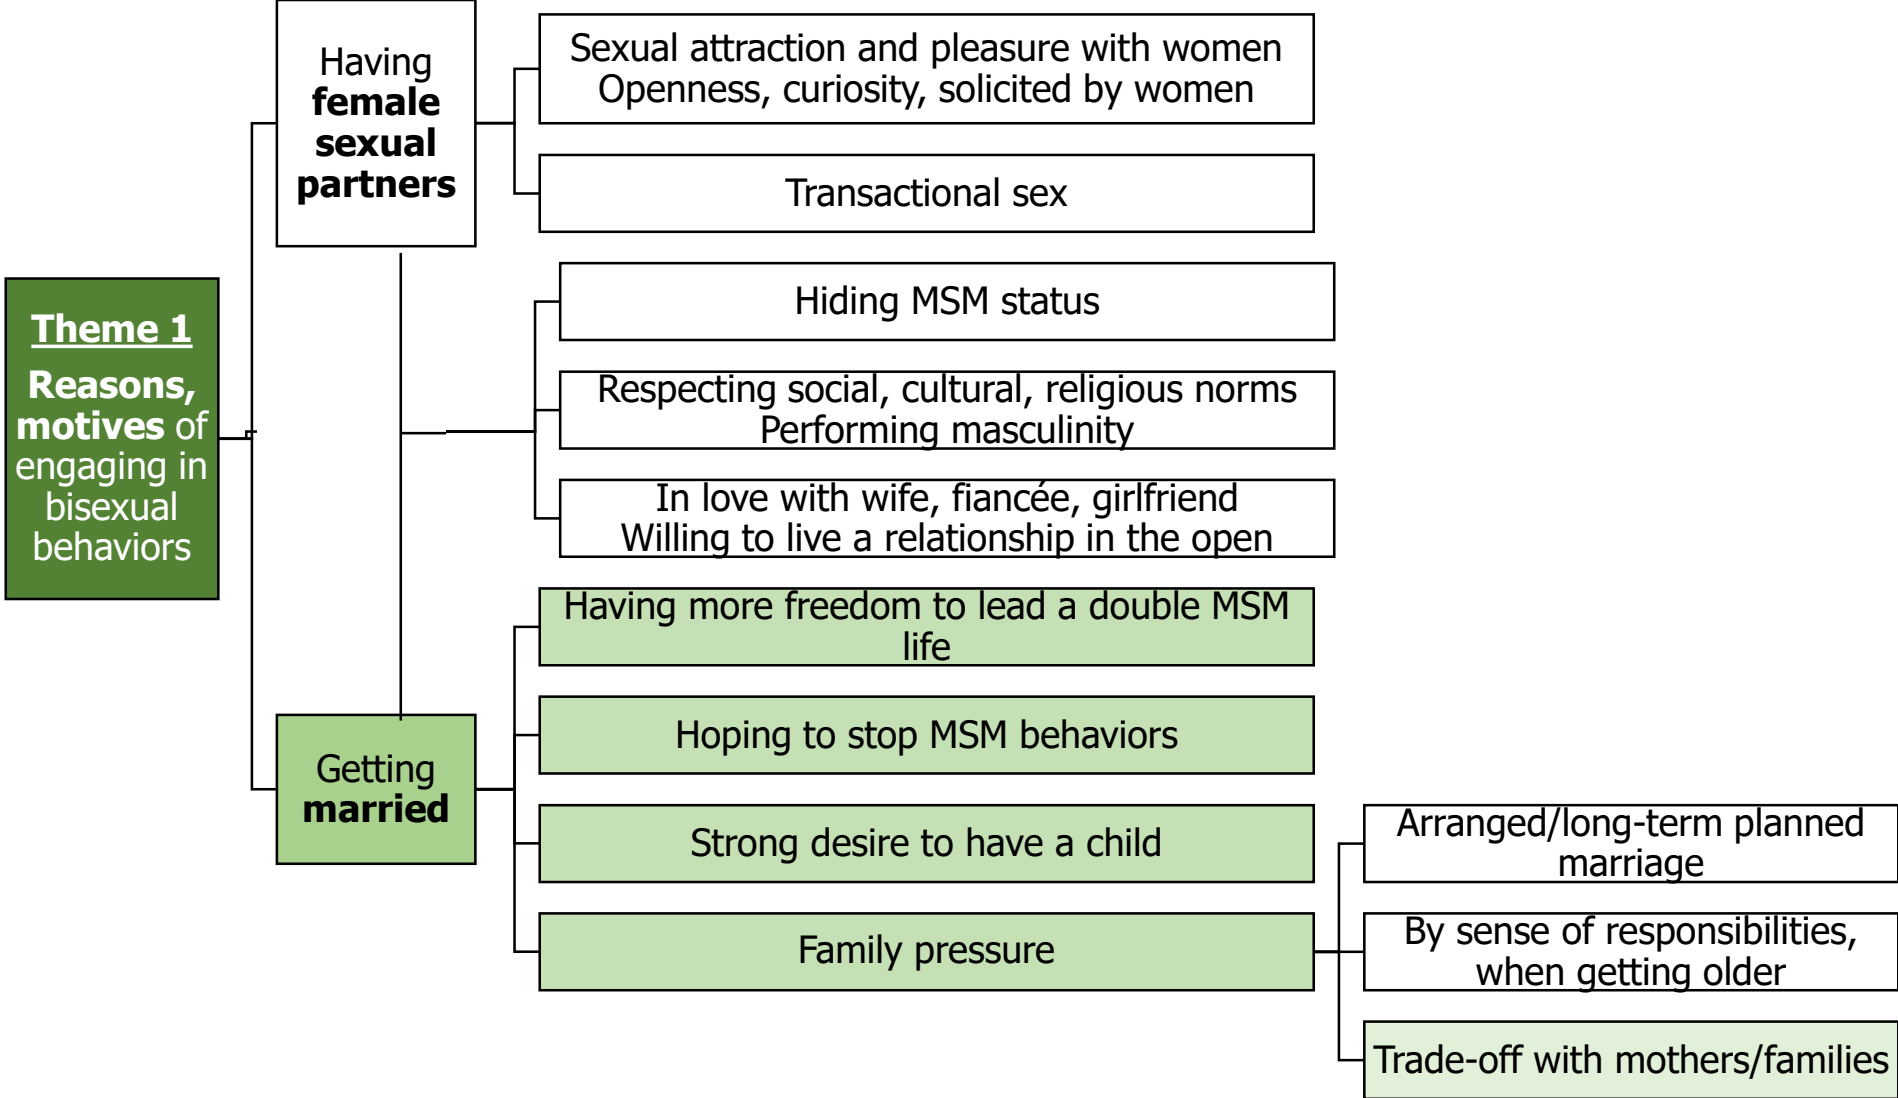 Theme 1
Reasons,
motives of
engaging in
bisexual
behaviors
Having
female
sexual
partners
Sexual attraction and pleasure with women
Openness, curiosity, solicited by women
Transactional sex
Hiding MSM status
Respecting social, cultural, religious norms
Performing masculinity
In love with wife, fiancée, girlfriend
Willing to live a relationship in the open
Getting
married
Having more freedom to lead a double MSM
life
Hoping to stop MSM behaviors
Strong desire to have a child
Family pressure
Arranged/long-term planned
marriage
By sense of responsibilities,
when getting older
Trade-off with mothers/families